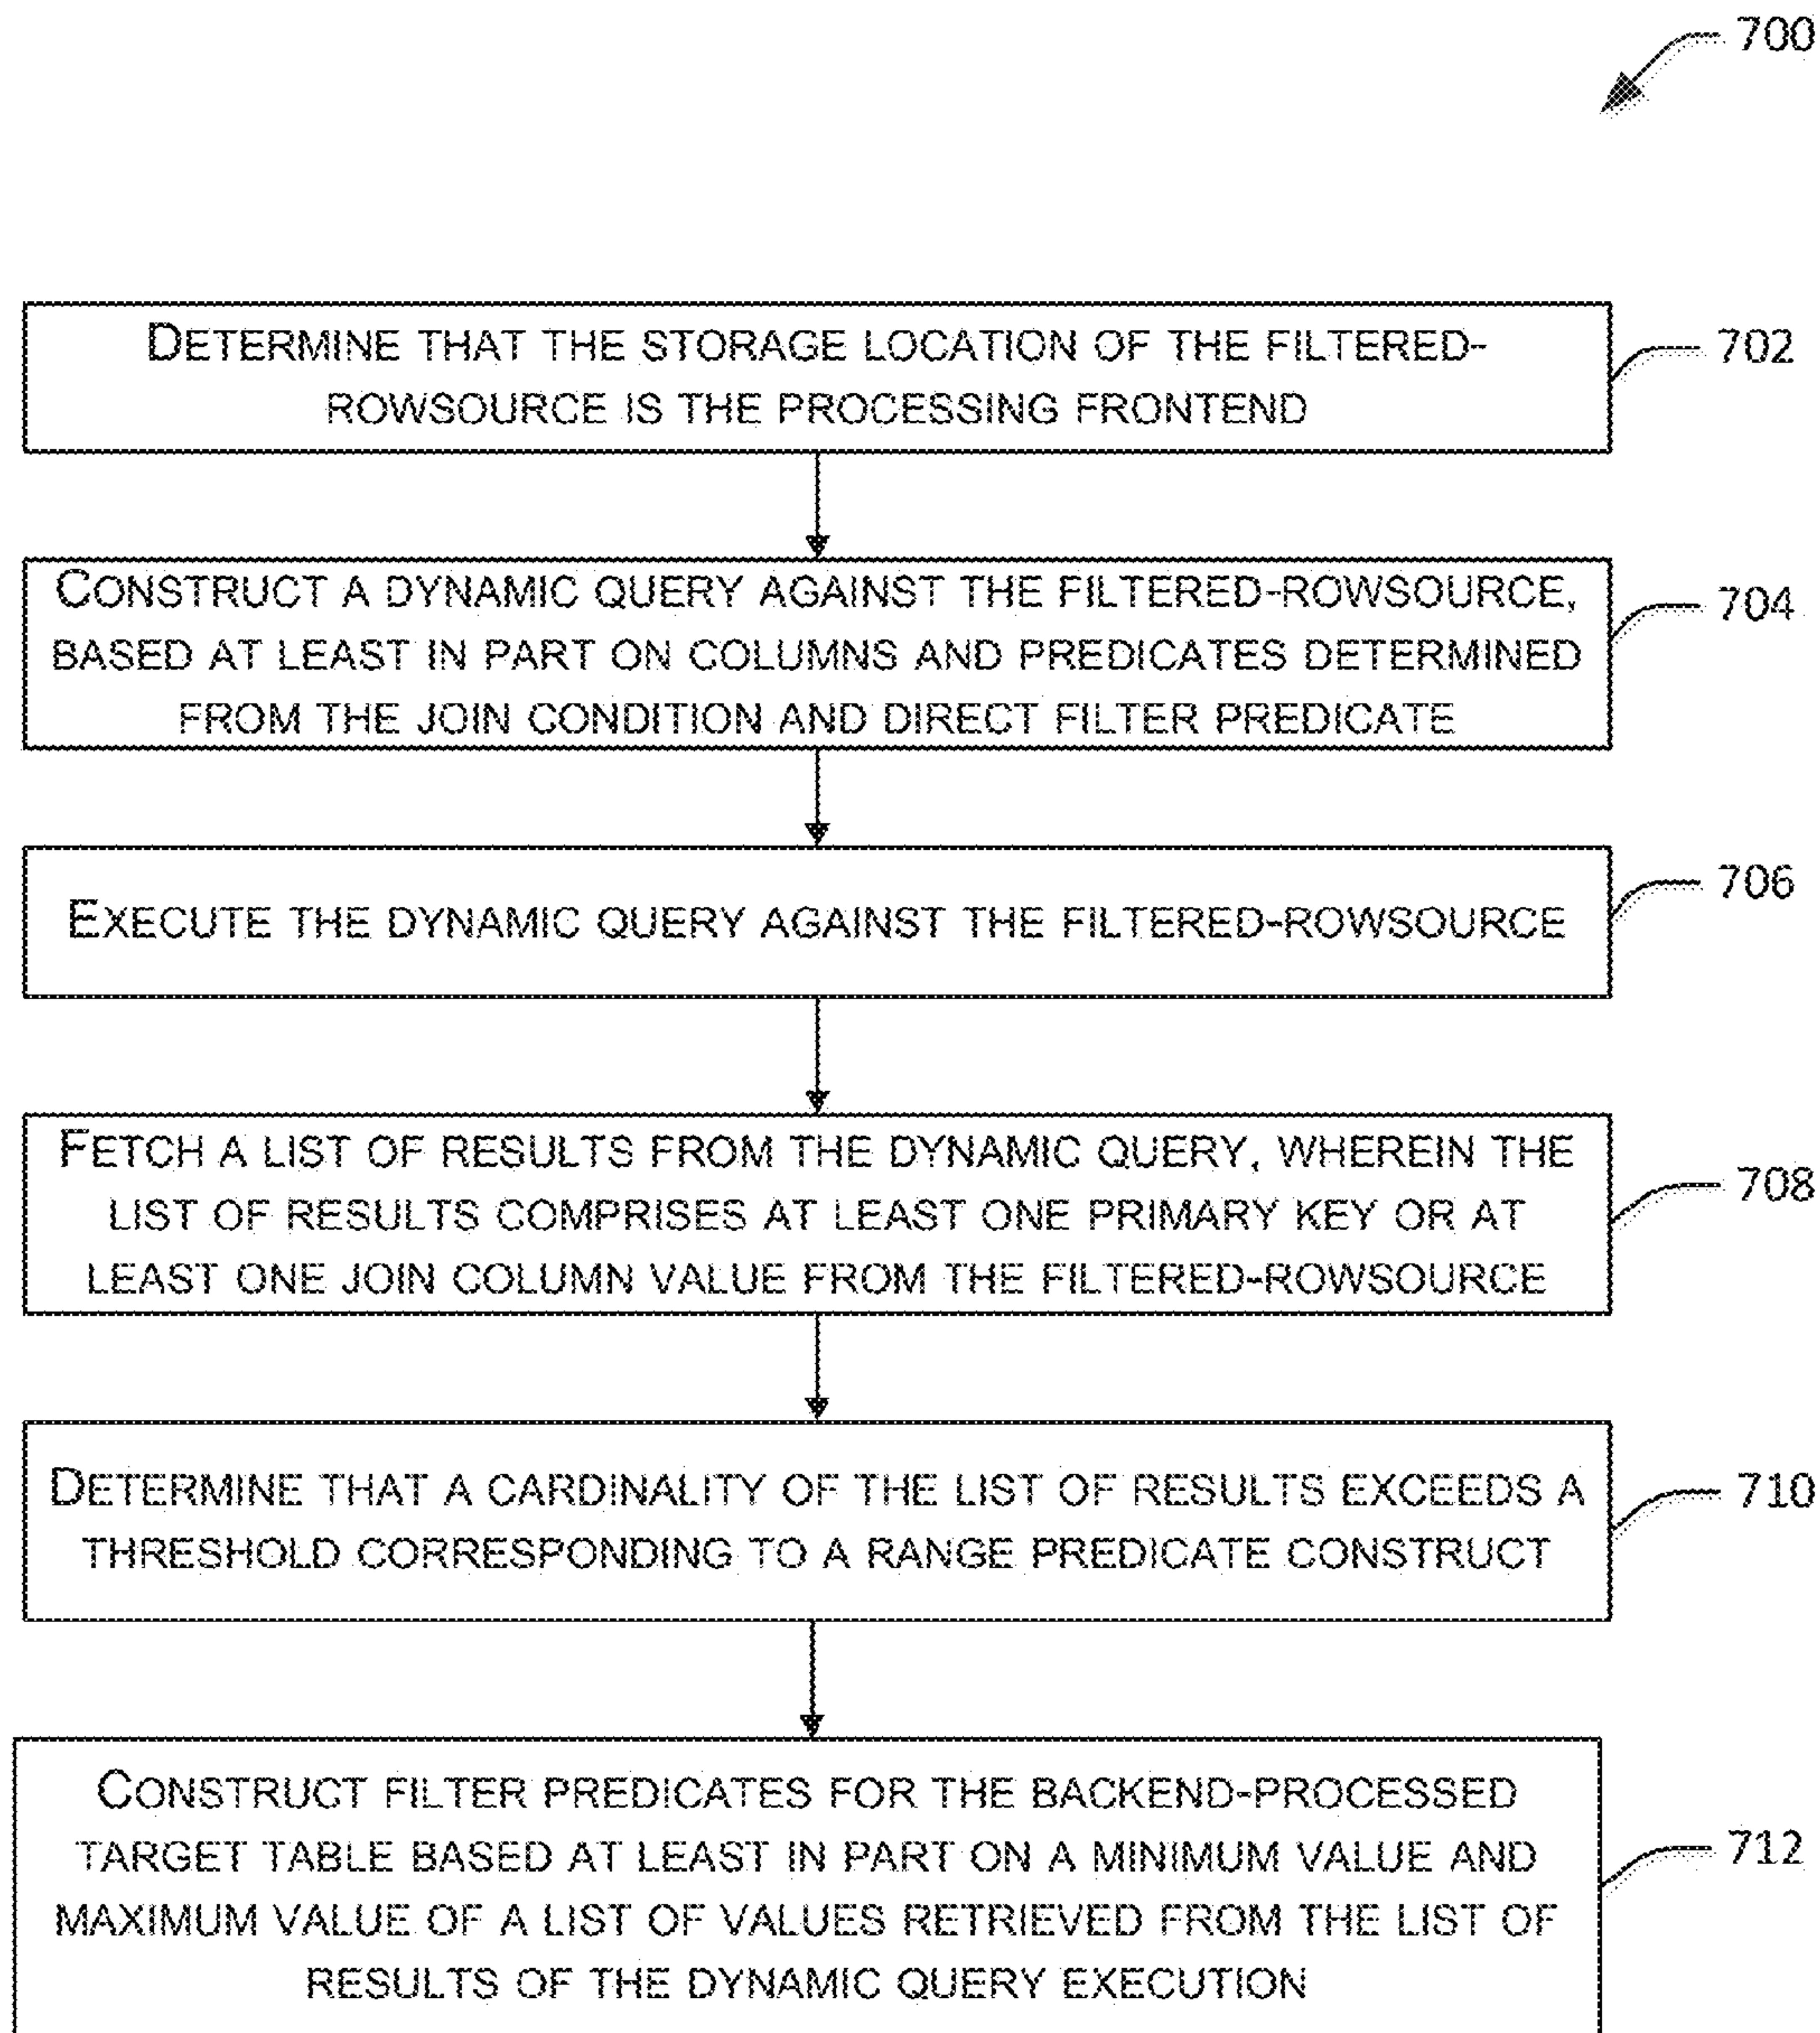 700
DETERMINE THAT THE STORAGE LOCATION OF THE FILTERED-
ROWSOURCE IS THE PROCESSING FRONTEND
702
CONSTRUCT A DYNAMIC QUERY AGAINST THE FILTERED-ROWSOURCE,
BASED AT LEAST IN PART ON COLUMNS AND PREDICATES DETERMINED
FROM THE JOIN CONDITION AND DIRECT FILTER PREDICATE
704
EXECUTE THE DYNAMIC QUERY AGAINST THE FILTERED-ROWSOURCE
706
FETCH A LIST OF RESULTS FROM THE DYNAMIC QUERY, WHEREIN THE
LIST OF RESULTS COMPRISES AT LEAST ONE PRIMARY KEY OR AT
LEAST ONE JOIN COLUMN VALUE FROM THE FILTERED-ROWSOURCE
708
DETERMINE THAT A CARDINALITY OF THE LIST OF RESULTS EXCEEDS A
THRESHOLD CORRESPONDING TO A RANGE PREDICATE CONSTRUCT
710
CONSTRUCT FILTER PREDICATES FOR THE BACKEND-PROCESSED
TARGET TABLE BASED AT LEAST IN PART ON A MINIMUM VALUE AND
MAXIMUM VALUE OF A LIST OF VALUES RETRIEVED FROM THE LIST OF
RESULTS OF THE DYNAMIC QUERY EXECUTION
712